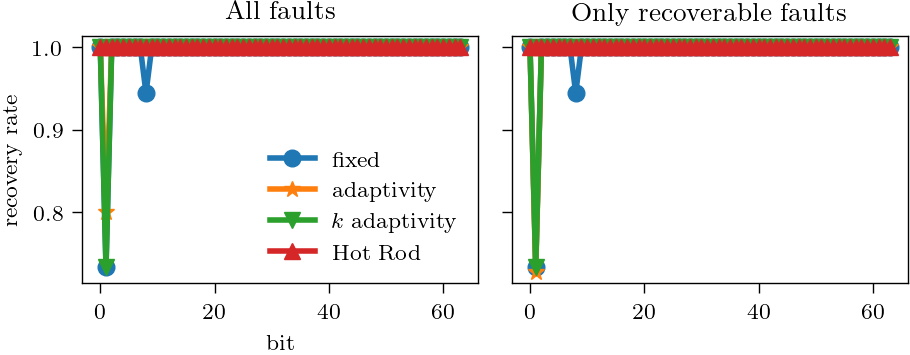 All faults
Only recoverable faults
recovery rate
1.0
0.9
0.8
fixed
adaptivity
k adaptivity
Hot Rod
0 20 40 60
0 20 40 60
bit